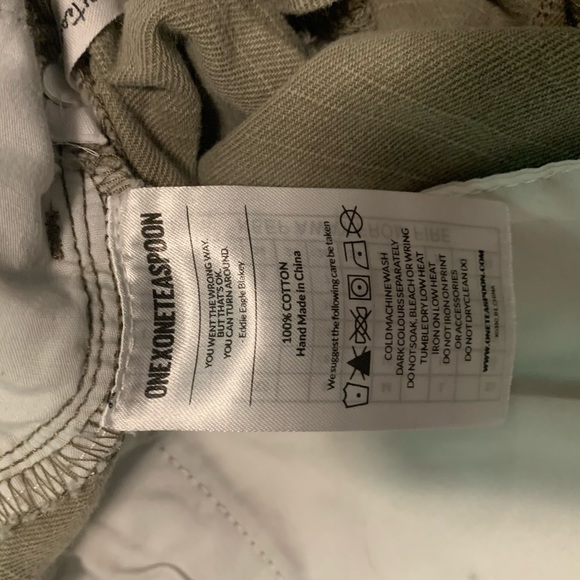 ONEXONETEASPOON
YOU WENT THE WRONG WAY.
BUT THAT'S OK.
YOU CAN TURN AROUND.
Eddie Eagle Bluxey
100% COTTON
Hand Made In China
We suggest the following care be taken
COLD MACHINE WASH
DARK COLOURS SEPARATELY
DO NOT SOAK, BLEACH OR WRING
TUMBLE DRY LOW HEAT
IRON ON LOW HEAT
DO NOT IRON ON PRINT
OR ACCESSORIES
DO NOT DRYCLEAN (X)
WWW.ONETEASPOON.COM